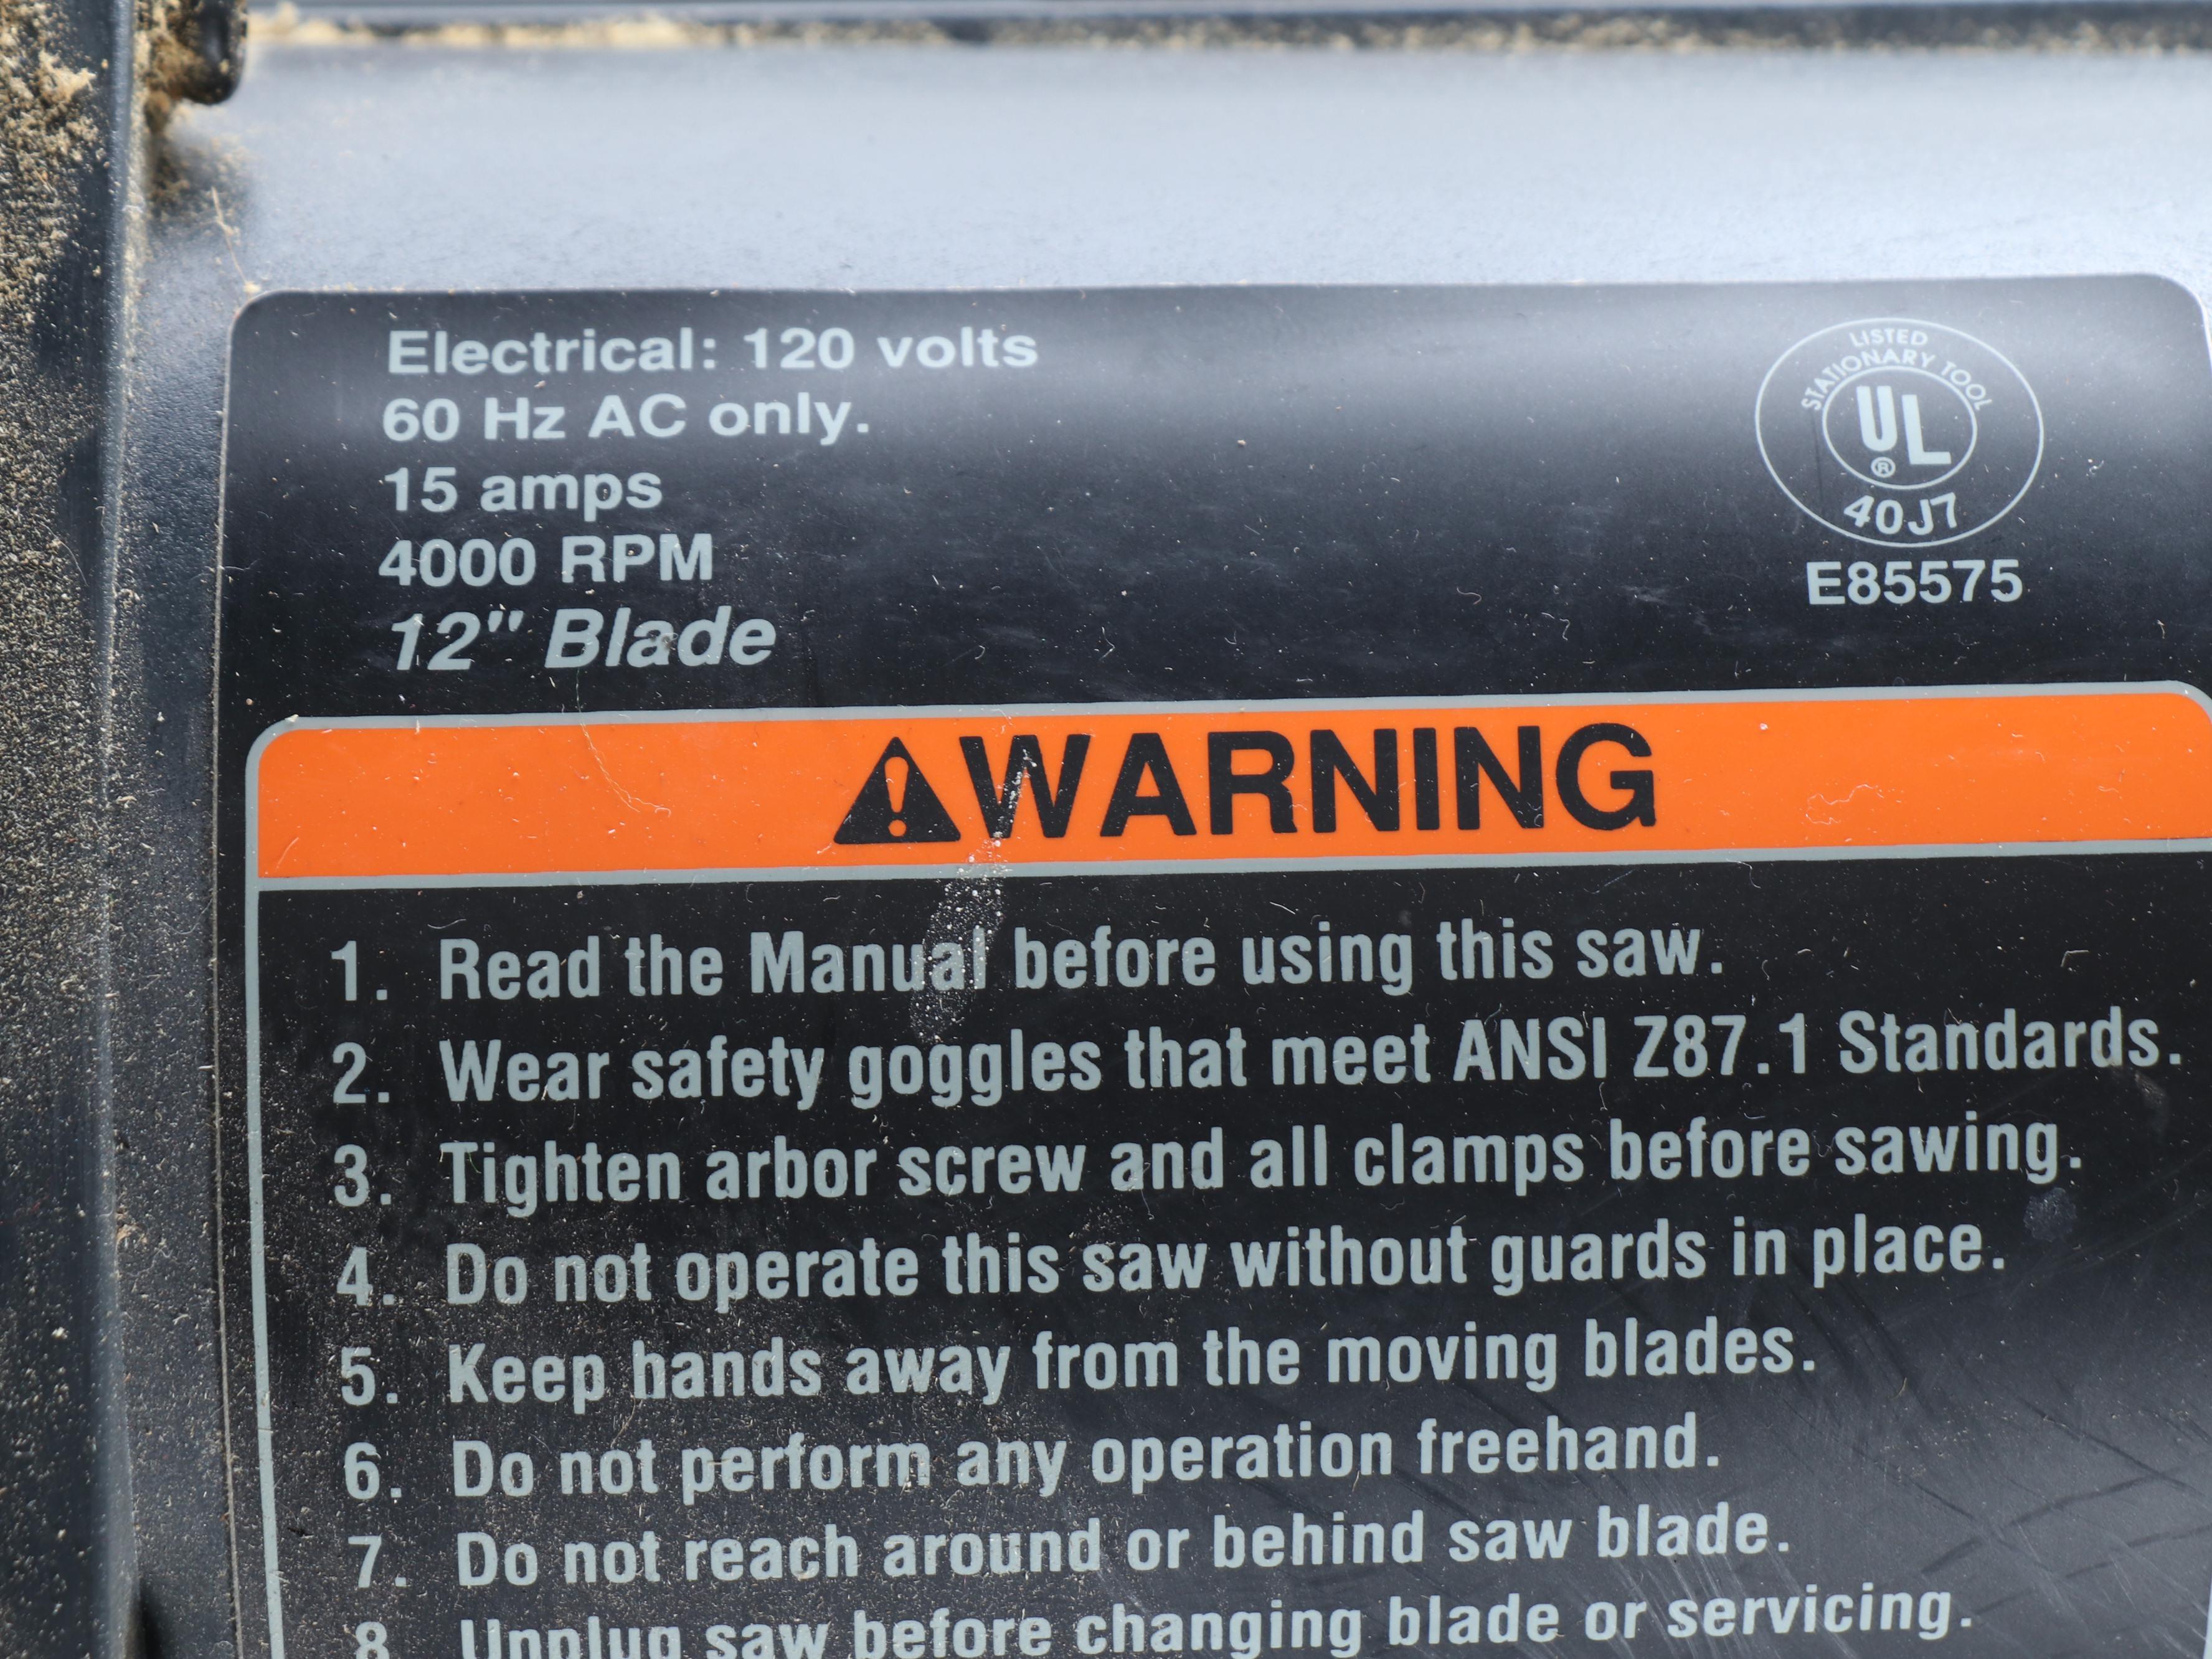 Electrical: 120 volts
60 Hz AC only.
15 amps
4000 RPM
12" Blade
LISTED
STATIONARY TOOL
UL
®
40J7
E85575
WARNING
1. Read the Manual before using this saw.
2. Wear safety goggles that meet ANSI Z87.1 Standards.
3. Tighten arbor screw and all clamps before sawing.
4. Do not operate this saw without guards in place.
5. Keep hands away from the moving blades.
6. Do not perform any operation freehand.
7. Do not reach around or behind saw blade.
8. Unplug saw before changing blade or servicing.